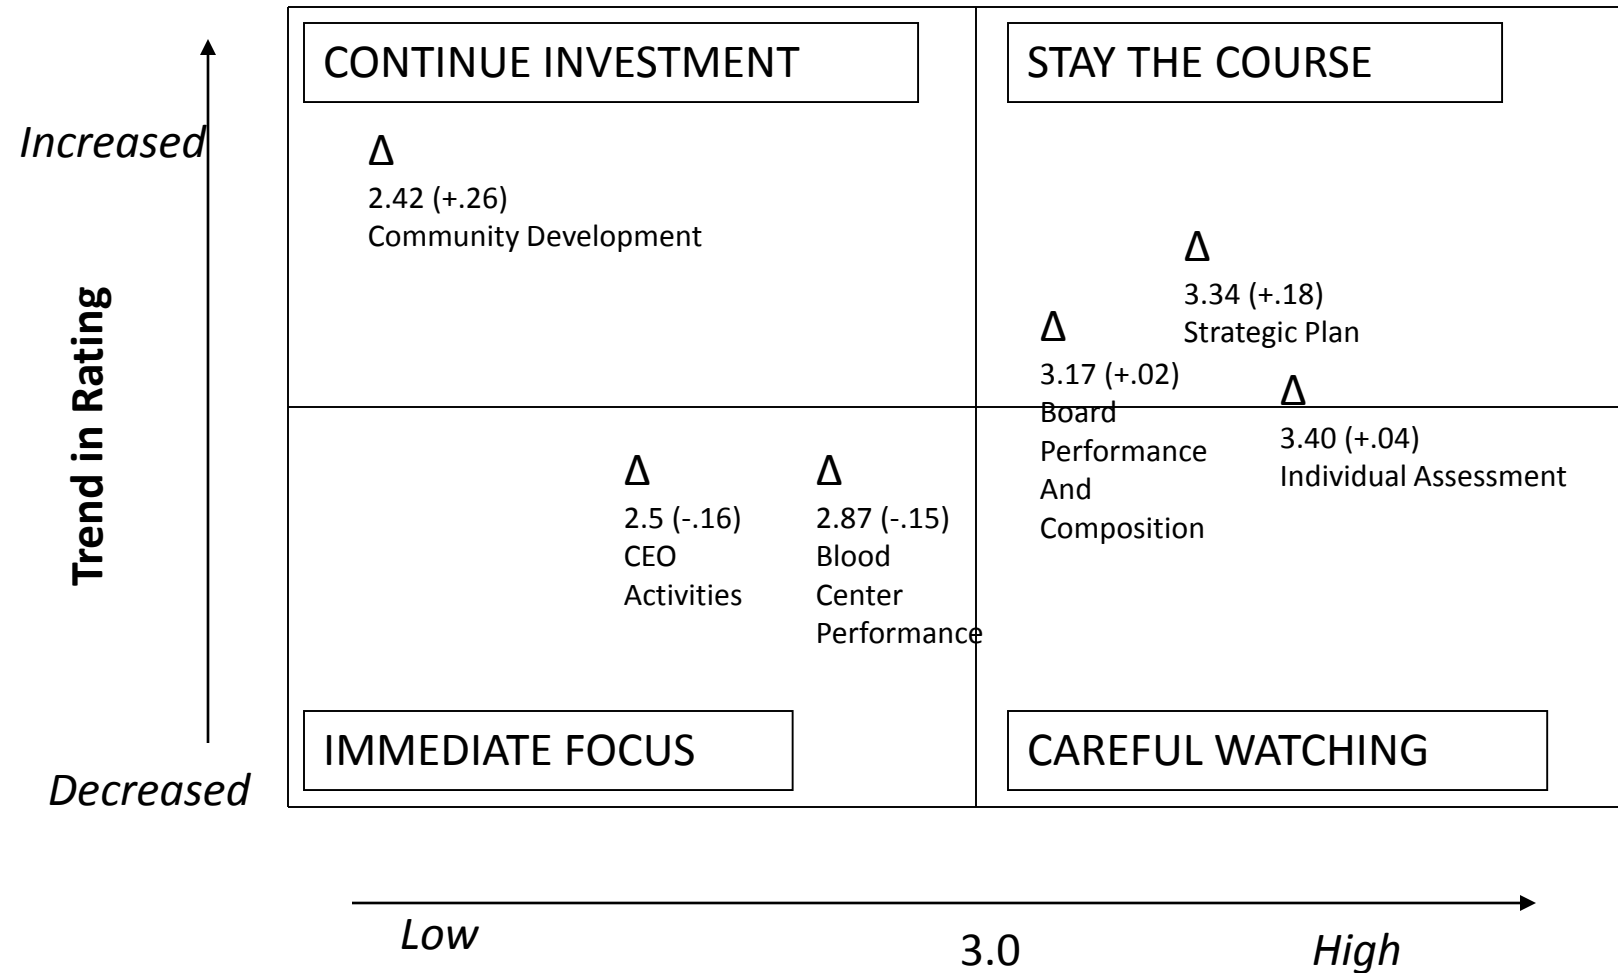 CONTINUE INVESTMENT
STAY THE COURSE
Increased
Δ
2.42 (+.26)
Community Development
Δ
3.34 (+.18)
Strategic Plan
Δ
3.17 (+.02)
Board
Performance
And
Composition
Δ
3.40 (+.04)
Individual Assessment
Trend in Rating
Δ
2.5 (-.16)
CEO
Activities
Δ
2.87 (-.15)
Blood
Center
Performance
IMMEDIATE FOCUS
CAREFUL WATCHING
Decreased
Low
3.0
High